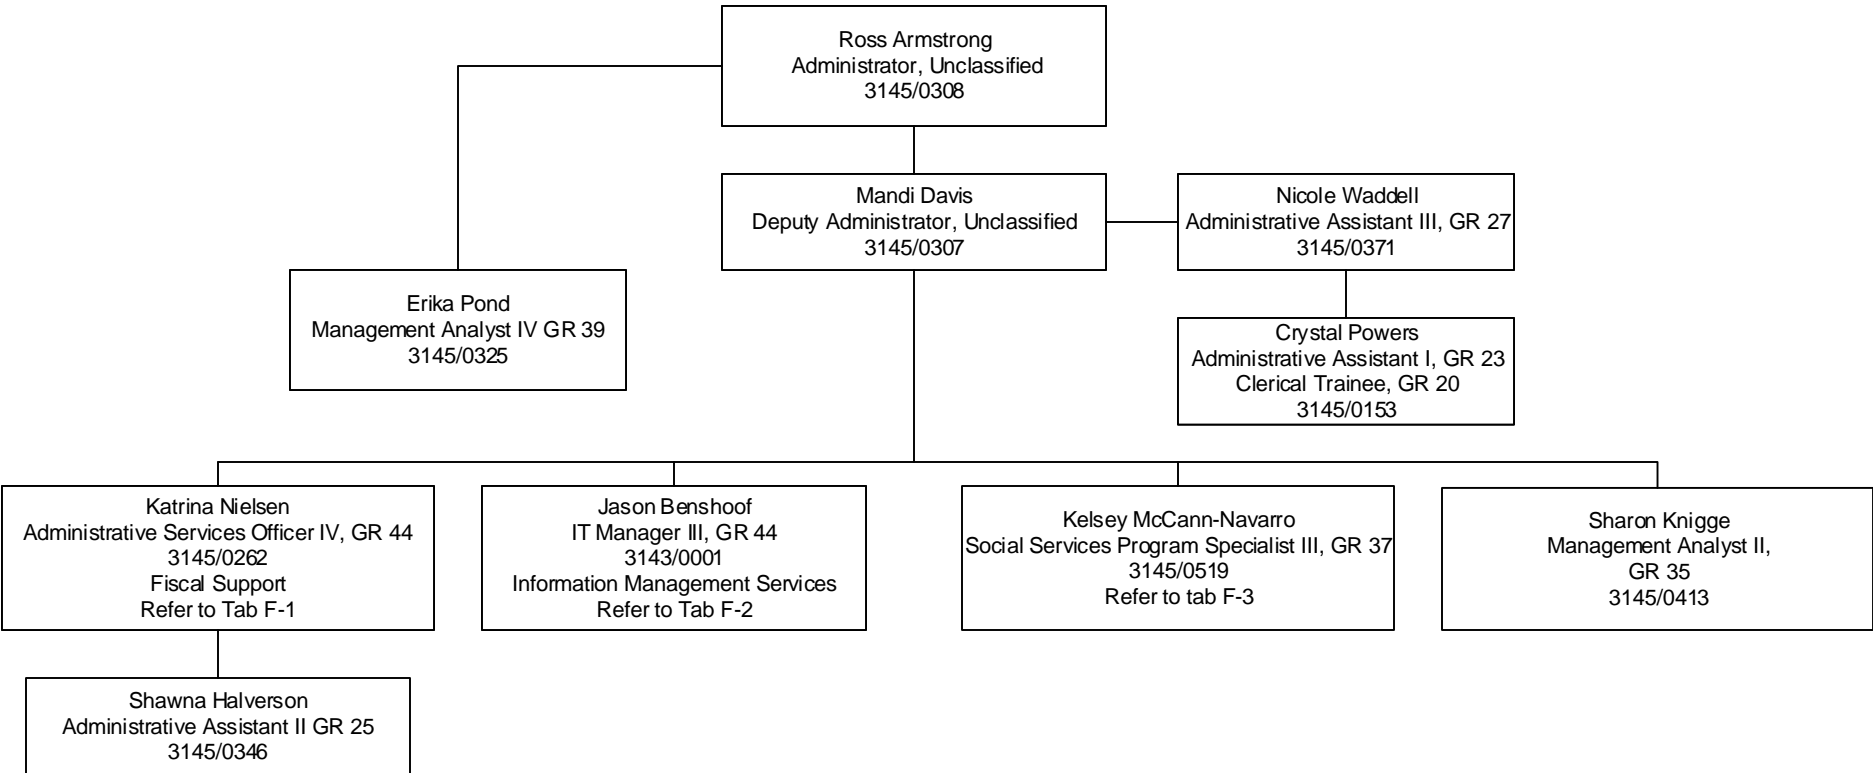 Ross Armstrong
Administrator, Unclassified
3145/0308
Mandi Davis
Deputy Administrator, Unclassified
3145/0307
Nicole Waddell
Administrative Assistant III, GR 27
3145/0371
Erika Pond
Management Analyst IV GR 39
3145/0325
Crystal Powers
Administrative Assistant I, GR 23
Clerical Trainee, GR 20
3145/0153
Katrina Nielsen
Administrative Services Officer IV, GR 44
3145/0262
Fiscal Support
Refer to Tab F-1
Jason Benshoof
IT Manager III, GR 44
3143/0001
Information Management Services
Refer to Tab F-2
Kelsey McCann-Navarro
Social Services Program Specialist III, GR 37
3145/0519
Refer to tab F-3
Sharon Knigge
Management Analyst II,
GR 35
3145/0413
Shawna Halverson
Administrative Assistant II GR 25
3145/0346